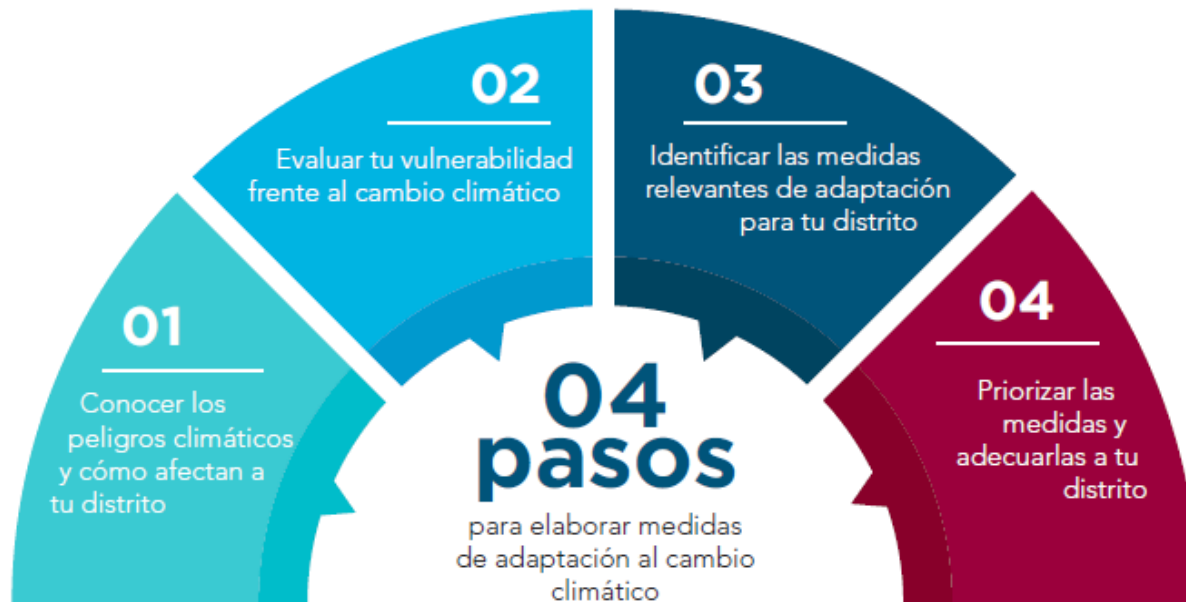 01
Conocer los
peligros climáticos
y cómo afectan a
tu distrito
02
Evaluar tu vulnerabilidad
frente al cambio climático
03
Identificar las medidas
relevantes de adaptación
para tu distrito
04
Priorizar las
medidas y
adecuarlas a tu
distrito
04
pasos
para elaborar medidas
de adaptación al cambio
climático